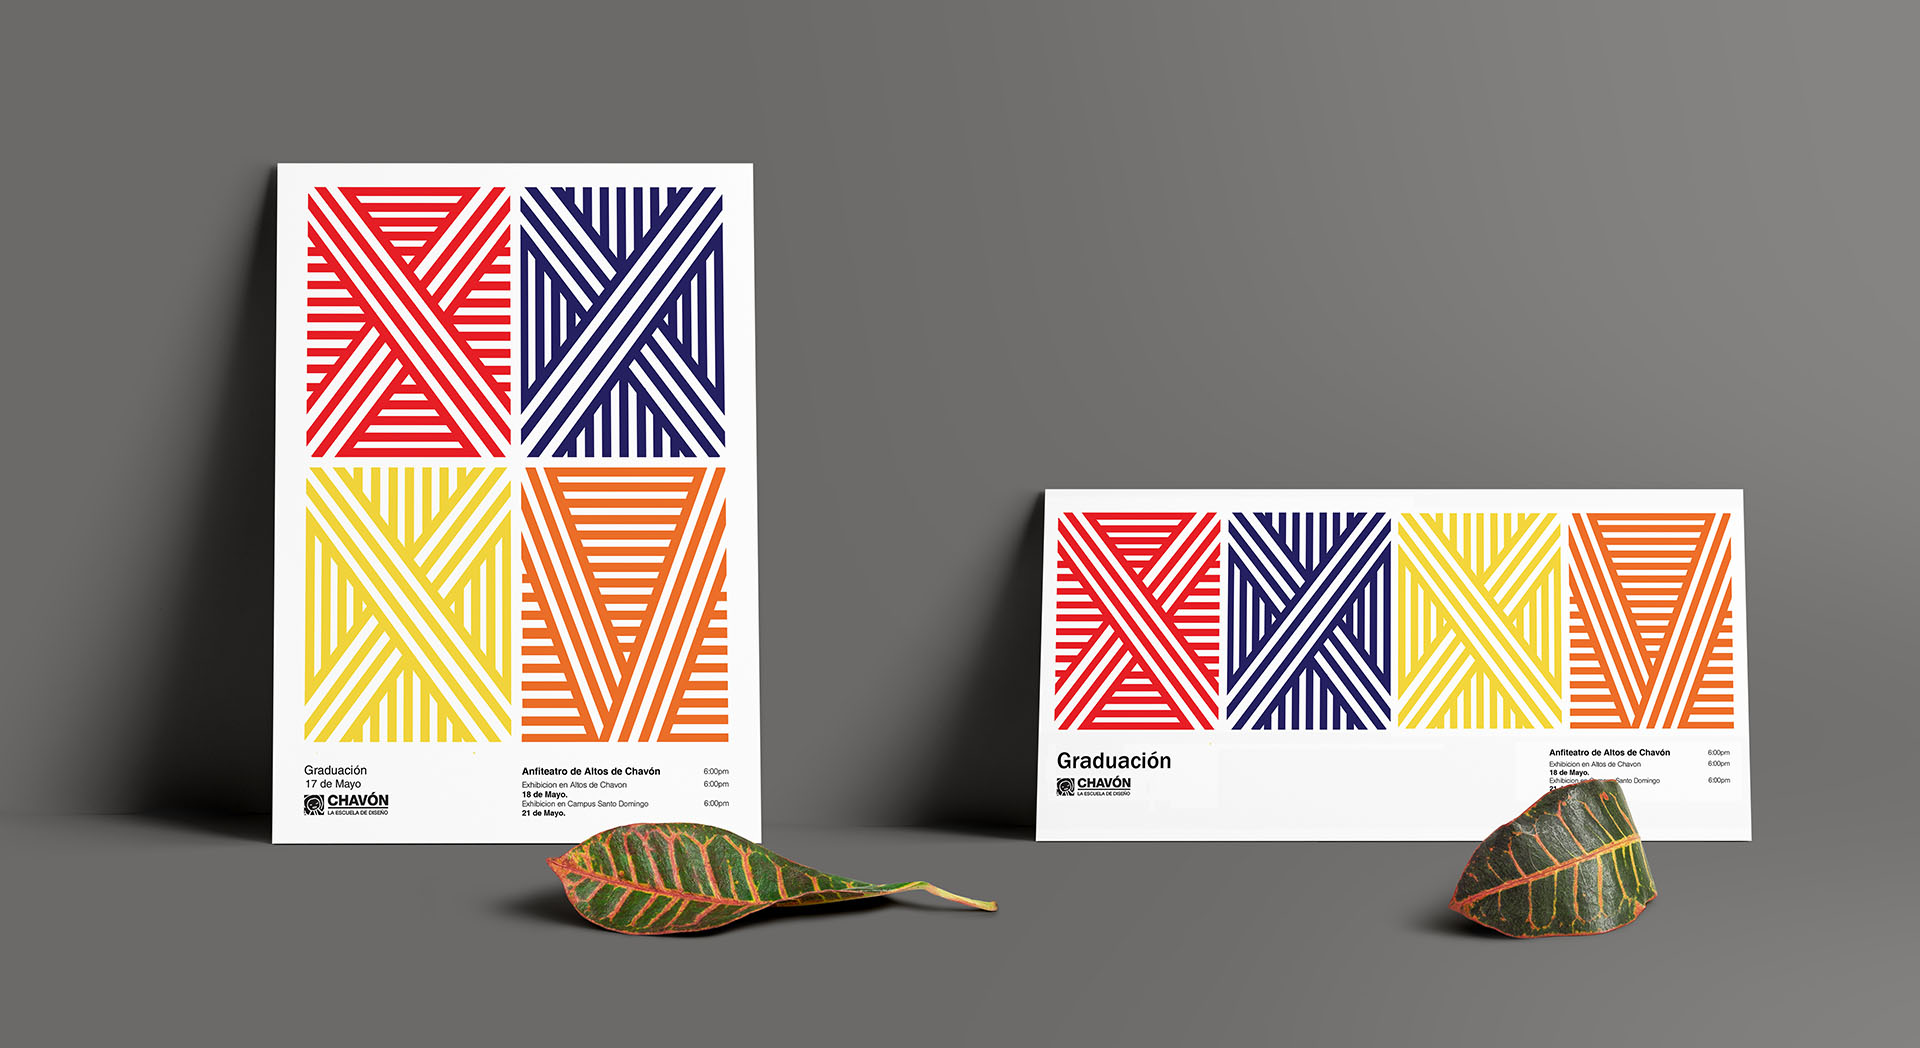 Graduación
17 de Mayo
CHAVÓN
LA ESCUELA DE DISEÑO
Anfiteatro de Altos de Chavón 6:00pm
Exhibicion en Altos de Chavon 6:00pm
18 de Mayo.
Exhibicion en Campus Santo Domingo 6:00pm
21 de Mayo.
Graduación
CHAVÓN
LA ESCUELA DE DISEÑO
Anfiteatro de Altos de Chavón 6:00pm
Exhibicion en Altos de Chavon 6:00pm
18 de Mayo.
Exhibicion en Campus Santo Domingo 6:00pm